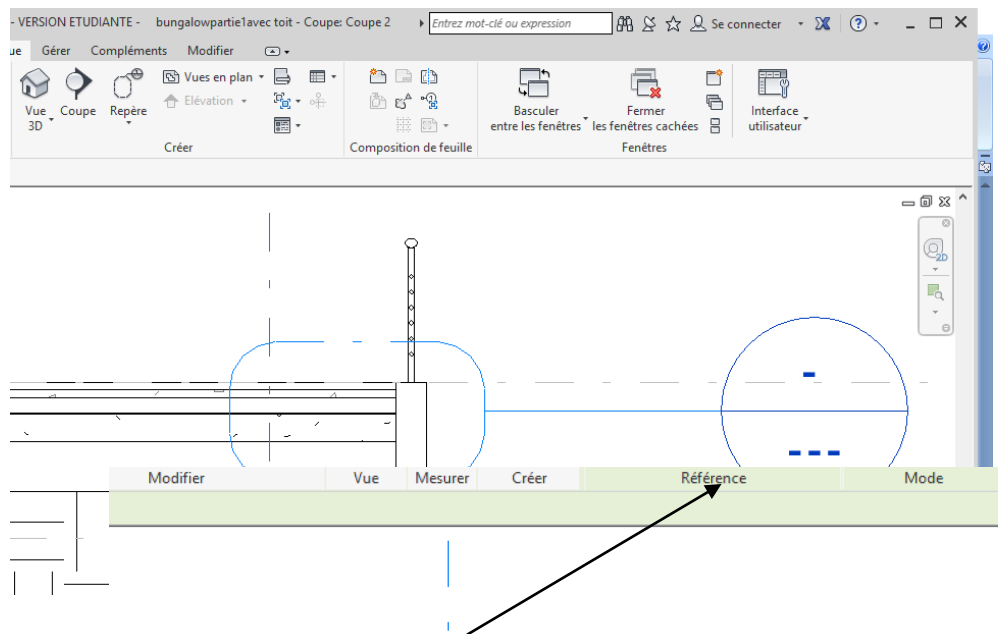 - VERSION ETUDIANTE - bungalowpartie1avec toit - Coupe: Coupe 2 Entrez mot-clé ou expression Se connecter
ue Gérer Compléments Modifier
Vue 3D
Coupe
Repère
Vues en plan
Élévation
Basculer entre les fenêtres
Fermer les fenêtres cachées
Interface utilisateur
Créer Composition de feuille Fenêtres
2D
Modifier Vue Mesurer Créer Référence Mode